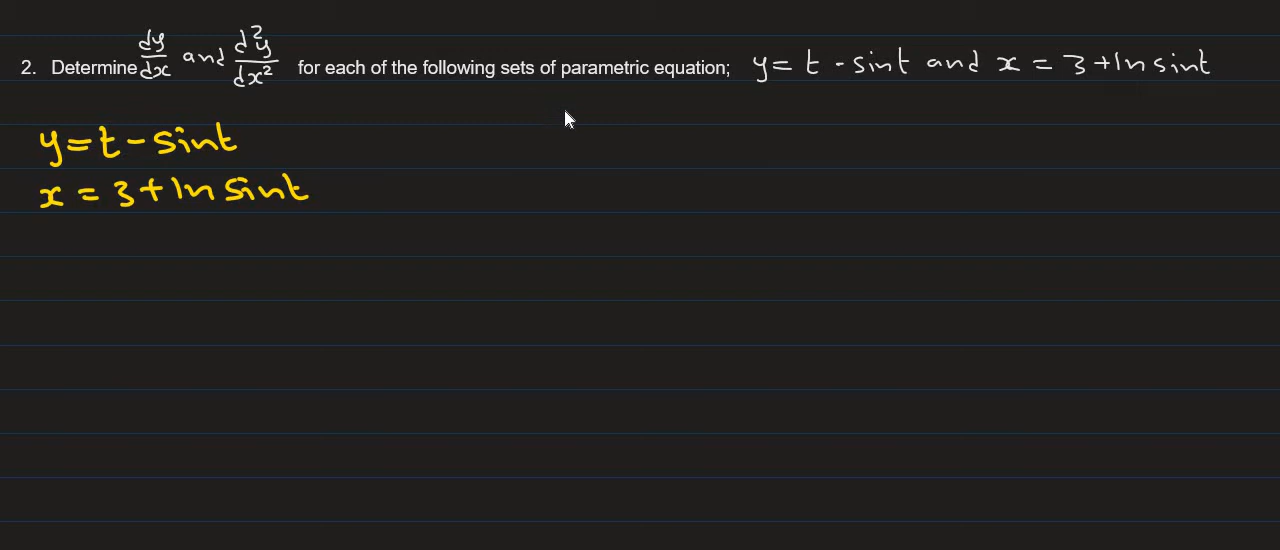 2. Determine dy/dx and d²y/dx² for each of the following sets of parametric equation; y = t - sint and x = 3 + ln sint
y = t - sint
x = 3 + ln sint